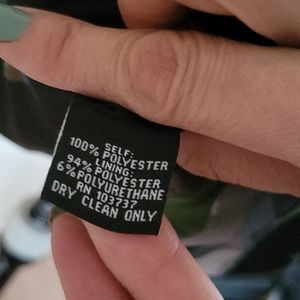 SELF:
100% POLYESTER
LINING:
94% POLYESTER
6% POLYURETHANE
RN 103737
DRY CLEAN ONLY